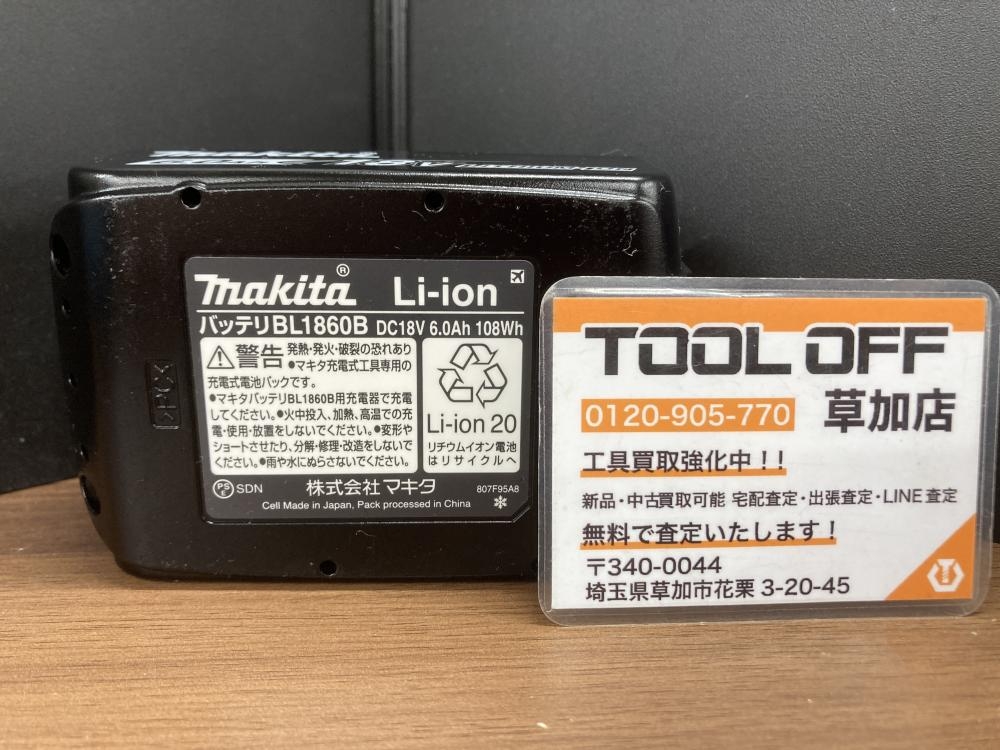 makita 18V
makita® Li-ion
バッテリBL1860B DC18V 6.0Ah 108Wh
警告 発熱・発火・破裂の恐れあり
●マキタ充電式工具専用の
充電式電池パックです。
●マキタバッテリBL1860B用充電器で充電
してください。●火中投入、加熱、高温での充
電・使用・放置をしないでください。●変形や
ショートさせたり、分解・修理・改造をしないで
ください。●雨や水にぬらさないでください。
Li-ion 20
リチウムイオン電池
はリサイクルへ
PSE SDN 株式会社 マキタ 807F95A8
Cell Made in Japan, Pack processed in China
TOOL OFF
0120-905-770 草加店
工具買取強化中!!
新品・中古買取可能 宅配査定・出張査定・LINE査定
無料で査定いたします!
〒340-0044
埼玉県草加市花栗 3-20-45